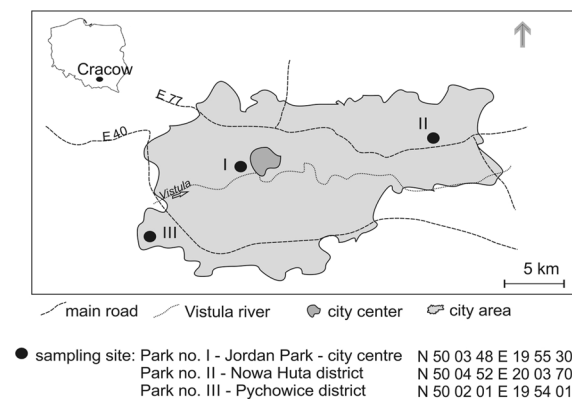 Cracow
E 77
E 40
II
I
Vistula
III
5 km
main road Vistula river city center city area
sampling site: Park no. I - Jordan Park - city centre N 50 03 48 E 19 55 30
Park no. II - Nowa Huta district N 50 04 52 E 20 03 70
Park no. III - Pychowice district N 50 02 01 E 19 54 01